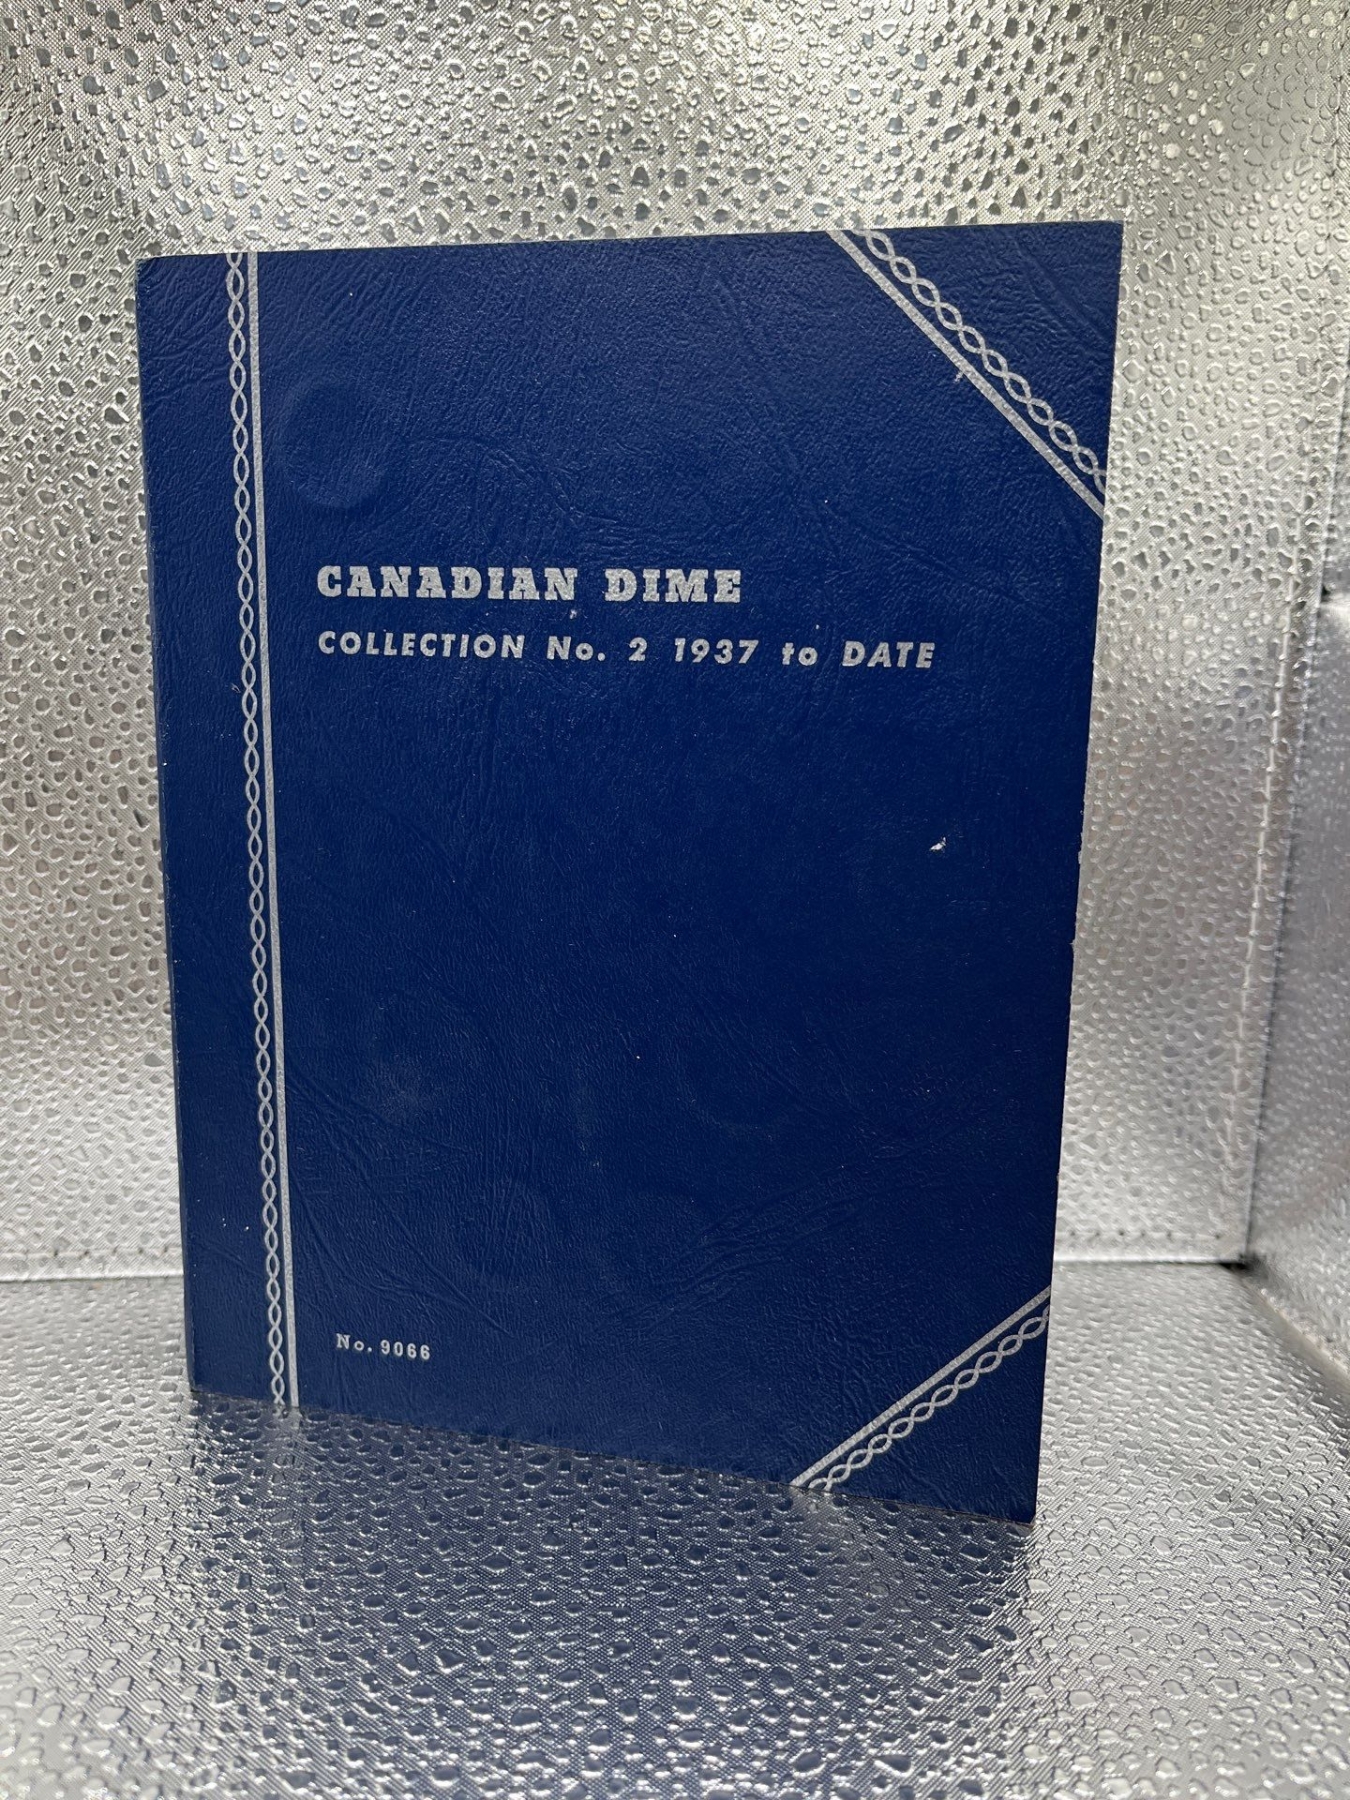 CANADIAN DIME
COLLECTION No. 2 1937 to DATE
No. 9066